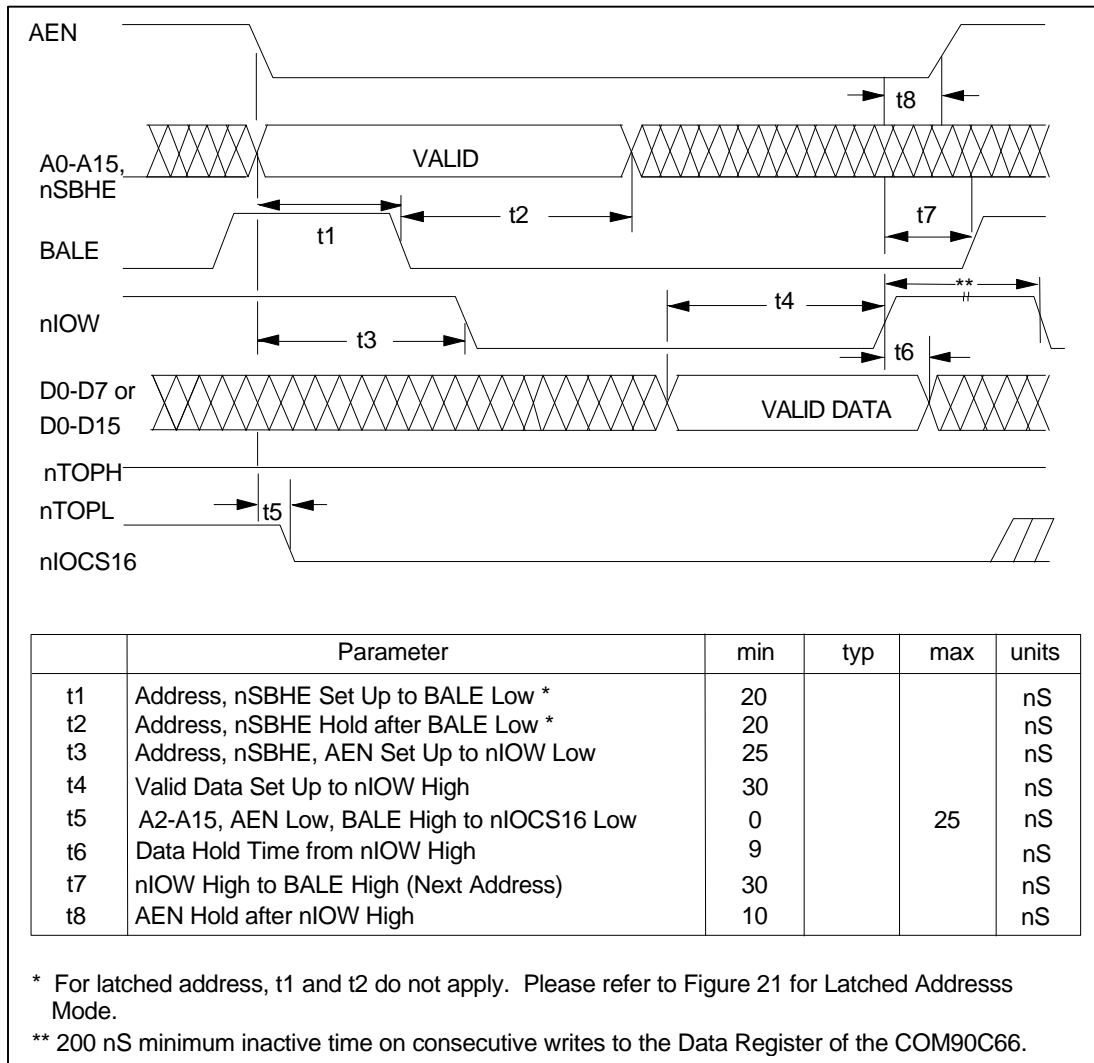 AEN
t8
VALID
A0-A15,
nSBHE
t1
t2
t7
BALE
**
t4
nIOW
t3
t6
D0-D7 or
D0-D15
VALID DATA
nTOPH
nTOPL
t5
nIOCS16
Parameter min typ max units
t1 Address, nSBHE Set Up to BALE Low * 20 nS
t2 Address, nSBHE Hold after BALE Low * 20 nS
t3 Address, nSBHE, AEN Set Up to nIOW Low 25 nS
t4 Valid Data Set Up to nIOW High 30 nS
t5 A2-A15, AEN Low, BALE High to nIOCS16 Low 0 25 nS
t6 Data Hold Time from nIOW High 9 nS
t7 nIOW High to BALE High (Next Address) 30 nS
t8 AEN Hold after nIOW High 10 nS
* For latched address, t1 and t2 do not apply. Please refer to Figure 21 for Latched Addresss
Mode.
** 200 nS minimum inactive time on consecutive writes to the Data Register of the COM90C66.